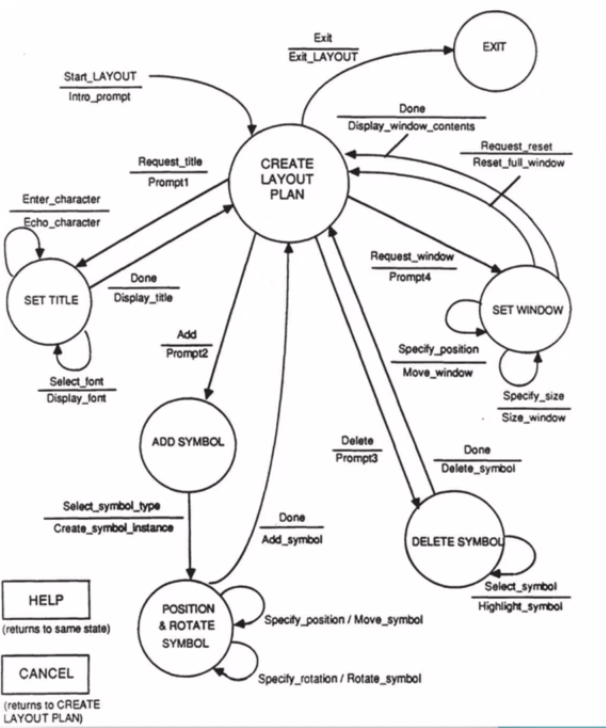 Exit
Exit_LAYOUT
EXIT
Start_LAYOUT
Intro_prompt
Done
Display_window_contents
Request_reset
Reset_full_window
CREATE
LAYOUT
PLAN
Request_title
Prompt1
Enter_character
Echo_character
Request_window
Prompt4
SET TITLE
Done
Display_title
SET WINDOW
Add
Prompt2
Specify_position
Move_window
Select_font
Display_font
Specify_size
Size_window
ADD SYMBOL
Delete
Prompt3
Done
Delete_symbol
Select_symbol_type
Create_symbol_instance
Done
Add_symbol
DELETE SYMBOL
Select_symbol
Highlight_symbol
HELP
(returns to same state)
POSITION
& ROTATE
SYMBOL
Specify_position / Move_symbol
CANCEL
(returns to CREATE
LAYOUT PLAN)
Specify_rotation / Rotate_symbol